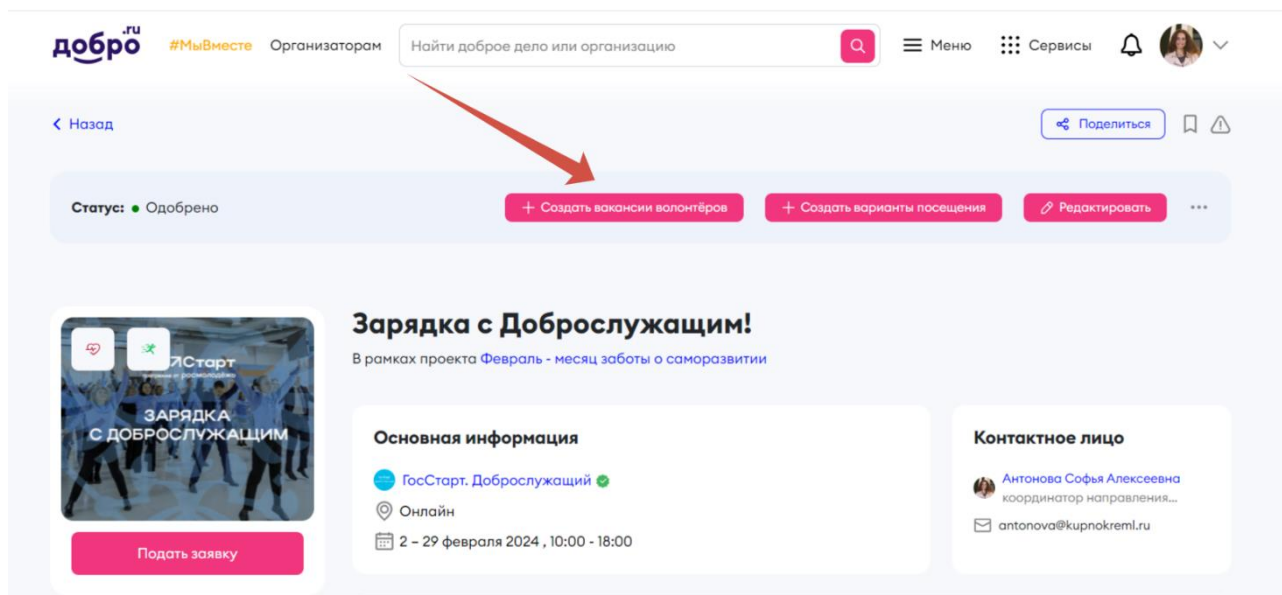 добро.ru
#МыВместе
Организаторам
Найти доброе дело или организацию
Меню
Сервисы
Назад
Поделиться
Статус: ● Одобрено
+ Создать вакансии волонтёров
+ Создать варианты посещения
Редактировать
...
Старт
ЗАРЯДКА
С ДОБРОСЛУЖАЩИМ
Подать заявку
Зарядка с Доброслужащим!
В рамках проекта Февраль - месяц заботы о саморазвитии
Основная информация
ГосСтарт. Доброслужащий
Онлайн
2 – 29 февраля 2024 , 10:00 - 18:00
Контактное лицо
Антонова Софья Алексеевна
координатор направления...
antonova@kupnokreml.ru